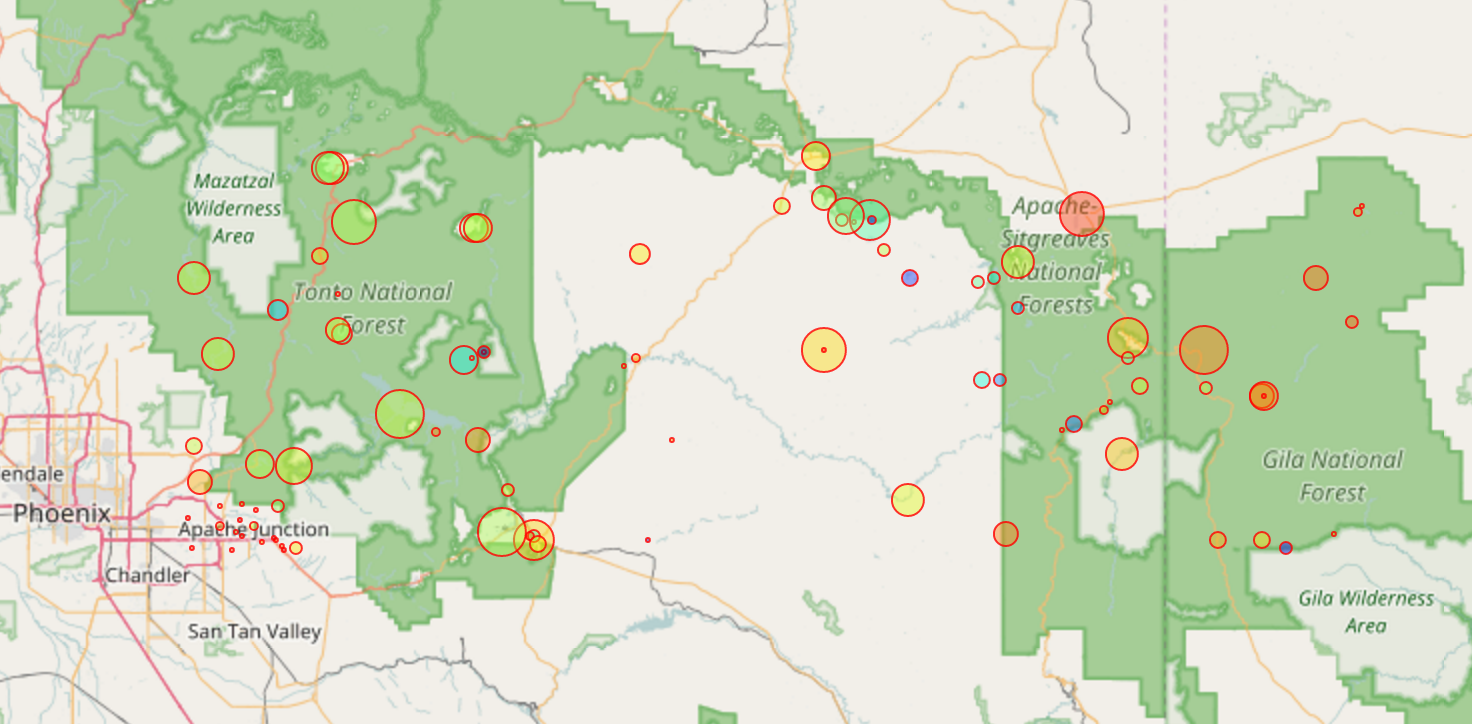 Mazatzal
Wilderness
Area
Apache-
Sitgreaves
National
Forests
Tonto National
Forest
endale
Phoenix
Apache Junction
Chandler
San Tan Valley
Gila National
Forest
Gila Wilderness
Area